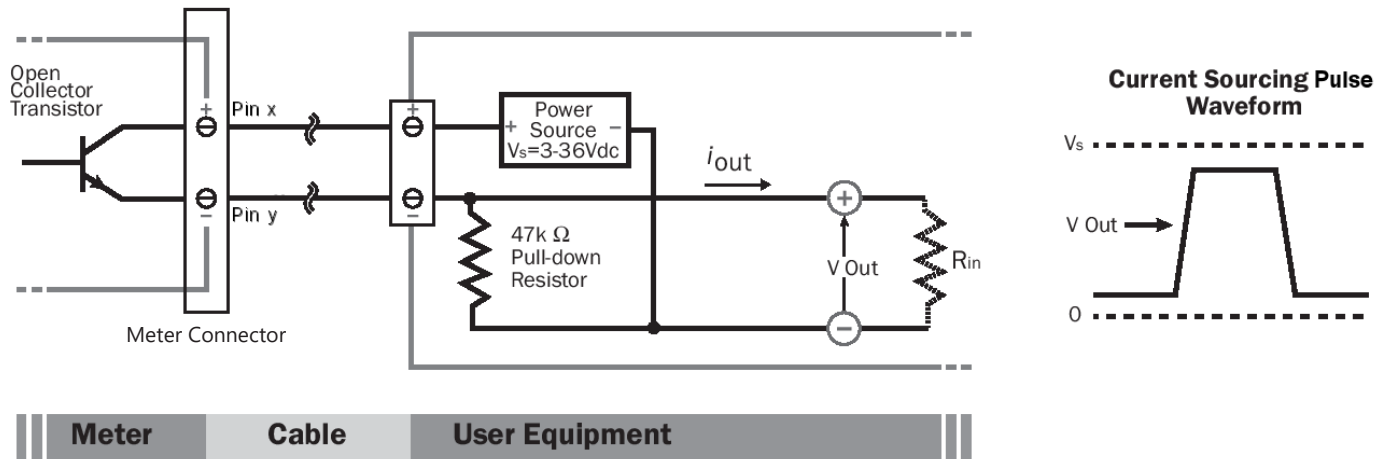 Open
Collector
Transistor
+
Pin x
−
Pin y
Meter Connector
+
−
Power
+ Source −
Vs=3-36Vdc
iout
47k Ω
Pull-down
Resistor
+
V Out
−
Rin
Current Sourcing Pulse
Waveform
Vs
V Out
0
Meter
Cable
User Equipment